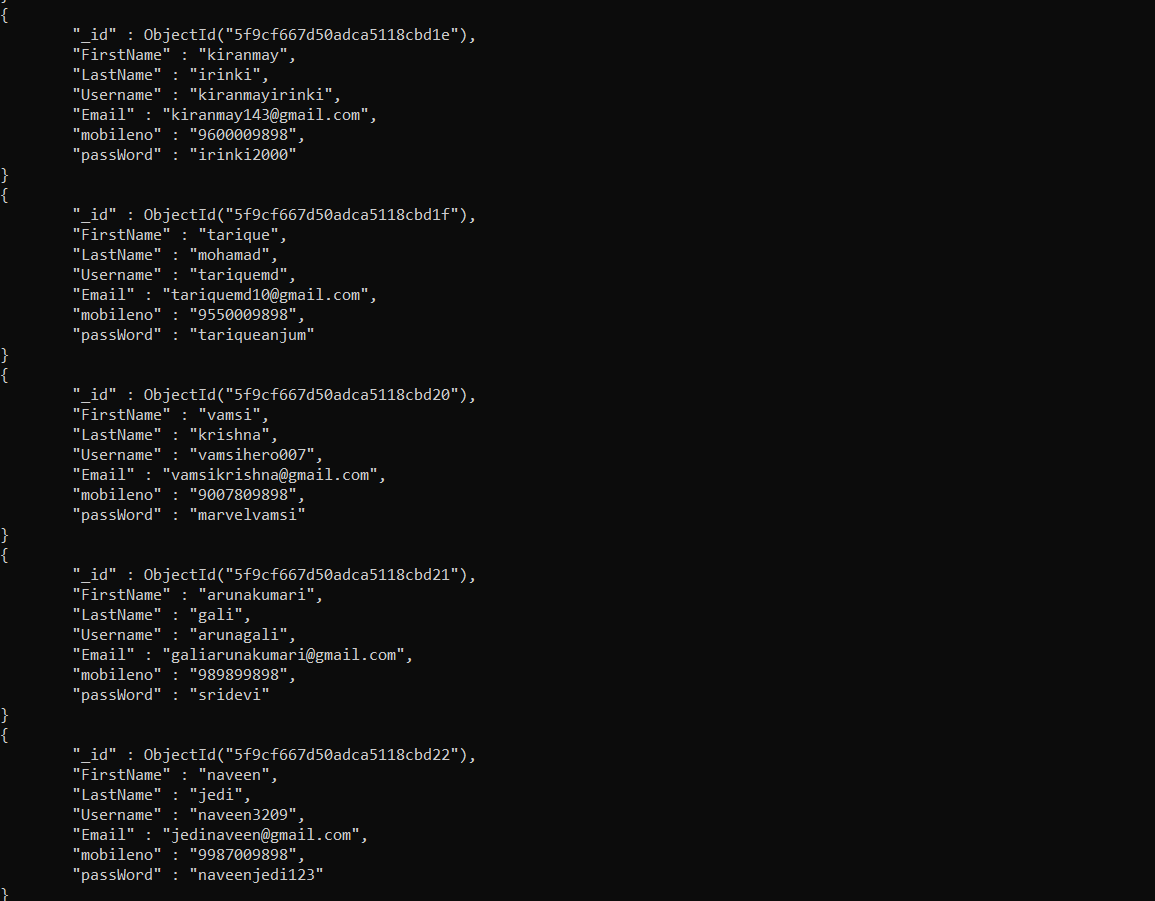 }
{
"_id" : ObjectId("5f9cf667d50adca5118cbd1e"),
"FirstName" : "kiranmay",
"LastName" : "irinki",
"Username" : "kiranmayirinki",
"Email" : "kiranmay143@gmail.com",
"mobileno" : "9600009898",
"passWord" : "irinki2000"
}
{
"_id" : ObjectId("5f9cf667d50adca5118cbd1f"),
"FirstName" : "tarique",
"LastName" : "mohamad",
"Username" : "tariquemd",
"Email" : "tariquemd10@gmail.com",
"mobileno" : "9550009898",
"passWord" : "tariqueanjum"
}
{
"_id" : ObjectId("5f9cf667d50adca5118cbd20"),
"FirstName" : "vamsi",
"LastName" : "krishna",
"Username" : "vamsihero007",
"Email" : "vamsikrishna@gmail.com",
"mobileno" : "9007809898",
"passWord" : "marvelvamsi"
}
{
"_id" : ObjectId("5f9cf667d50adca5118cbd21"),
"FirstName" : "arunakumari",
"LastName" : "gali",
"Username" : "arunagali",
"Email" : "galiarunakumari@gmail.com",
"mobileno" : "989899898",
"passWord" : "sridevi"
}
{
"_id" : ObjectId("5f9cf667d50adca5118cbd22"),
"FirstName" : "naveen",
"LastName" : "jedi",
"Username" : "naveen3209",
"Email" : "jedinaveen@gmail.com",
"mobileno" : "9987009898",
"passWord" : "naveenjedi123"
}